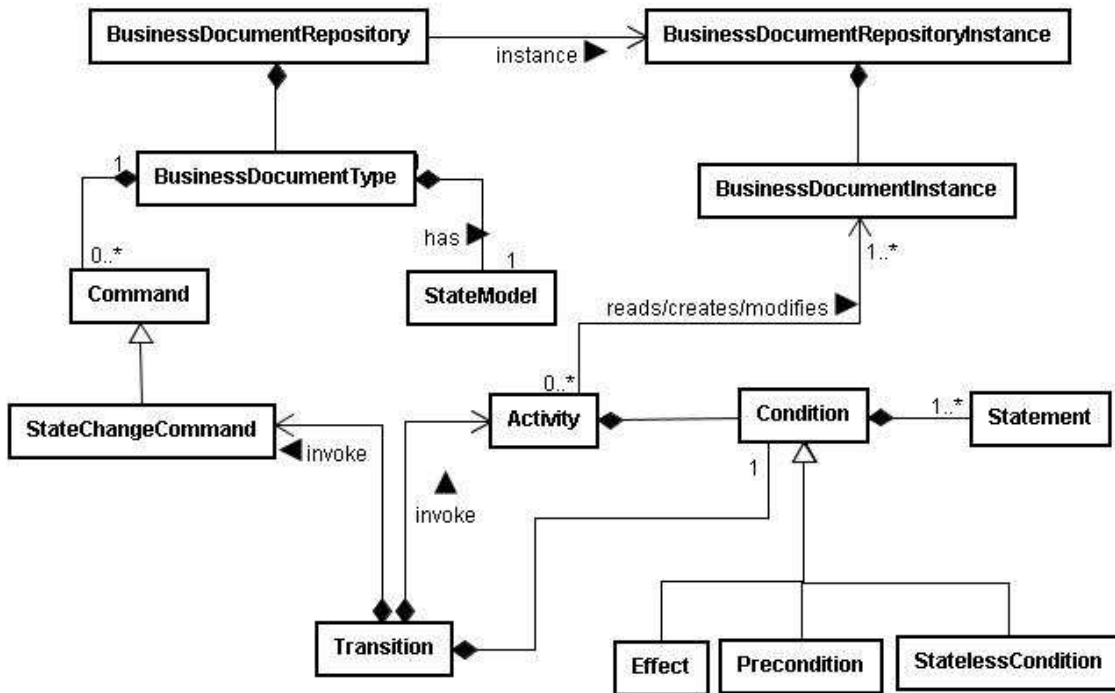 BusinessDocumentRepository
BusinessDocumentRepositoryInstance
instance
1
BusinessDocumentType
BusinessDocumentInstance
has
0..*
1
1..*
Command
StateModel
reads/creates/modifies
0..*
StateChangeCommand
Activity
Condition
1..*
Statement
invoke
1
invoke
Transition
Effect
Precondition
StatelessCondition